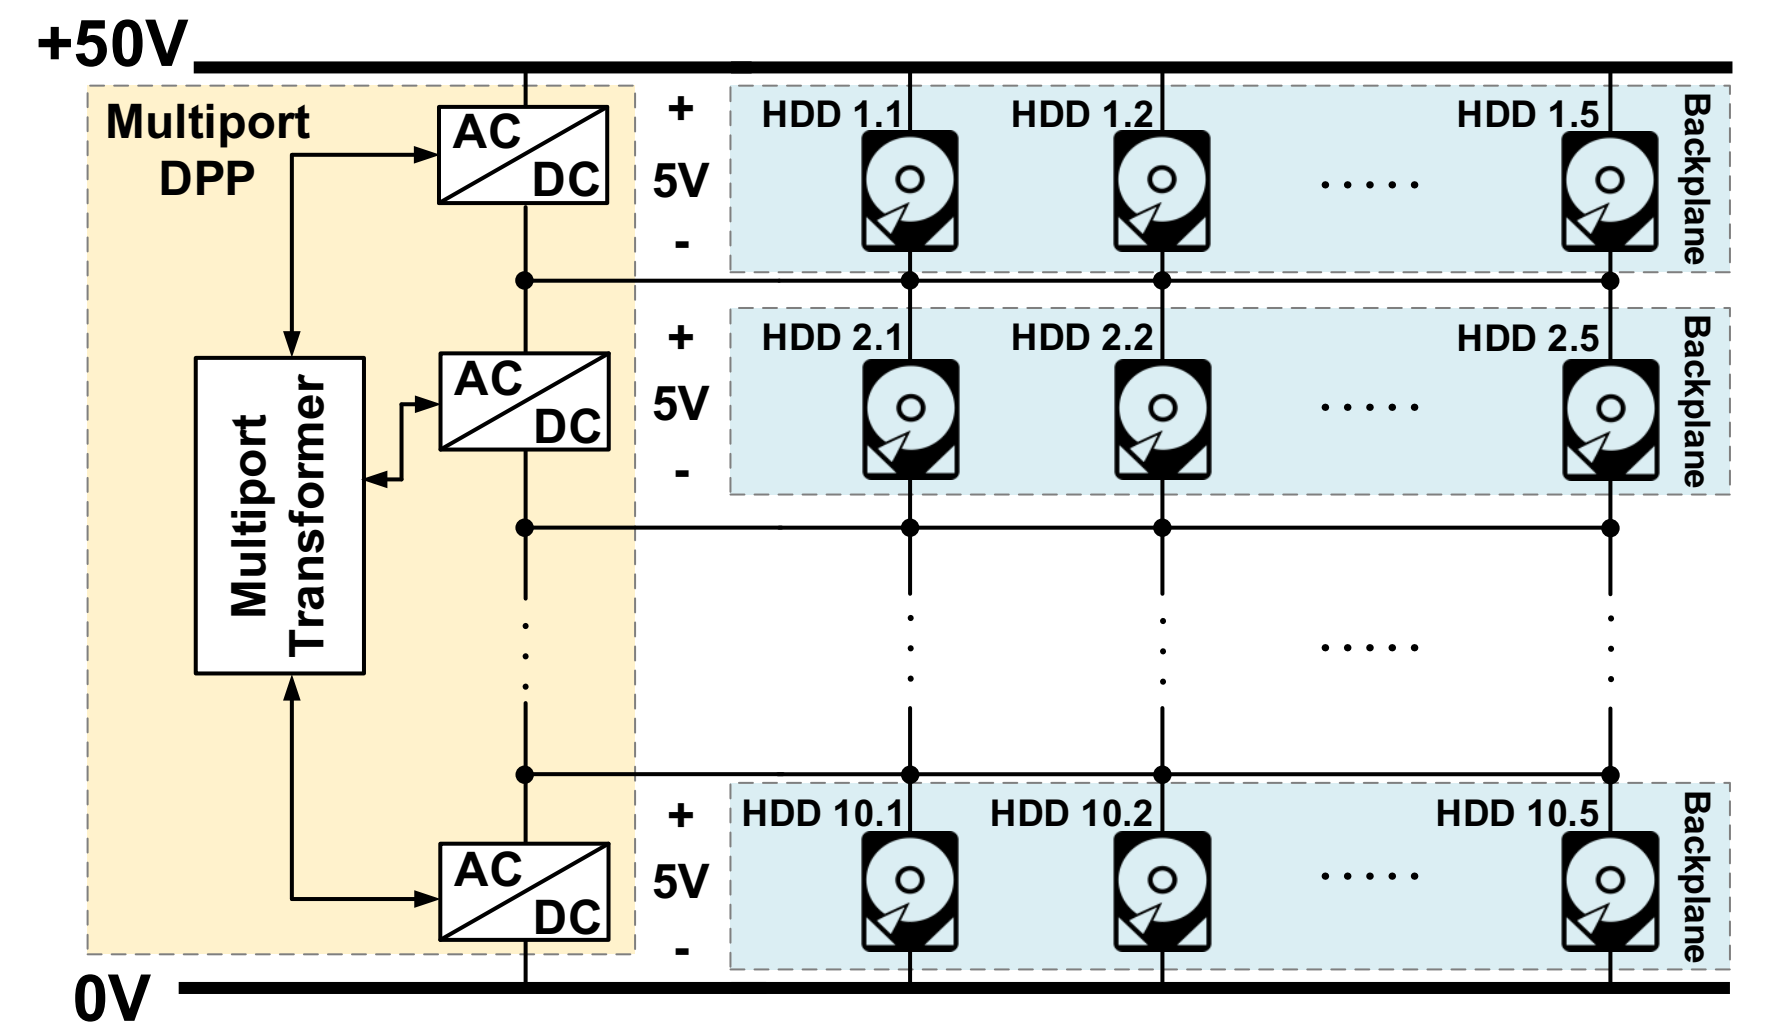 +50V
Multiport
DPP
AC
DC
+
5V
-
HDD 1.1
HDD 1.2
HDD 1.5
Backplane
AC
DC
+
5V
-
HDD 2.1
HDD 2.2
HDD 2.5
Backplane
Multiport
Transformer
AC
DC
+
5V
-
HDD 10.1
HDD 10.2
HDD 10.5
Backplane
0V